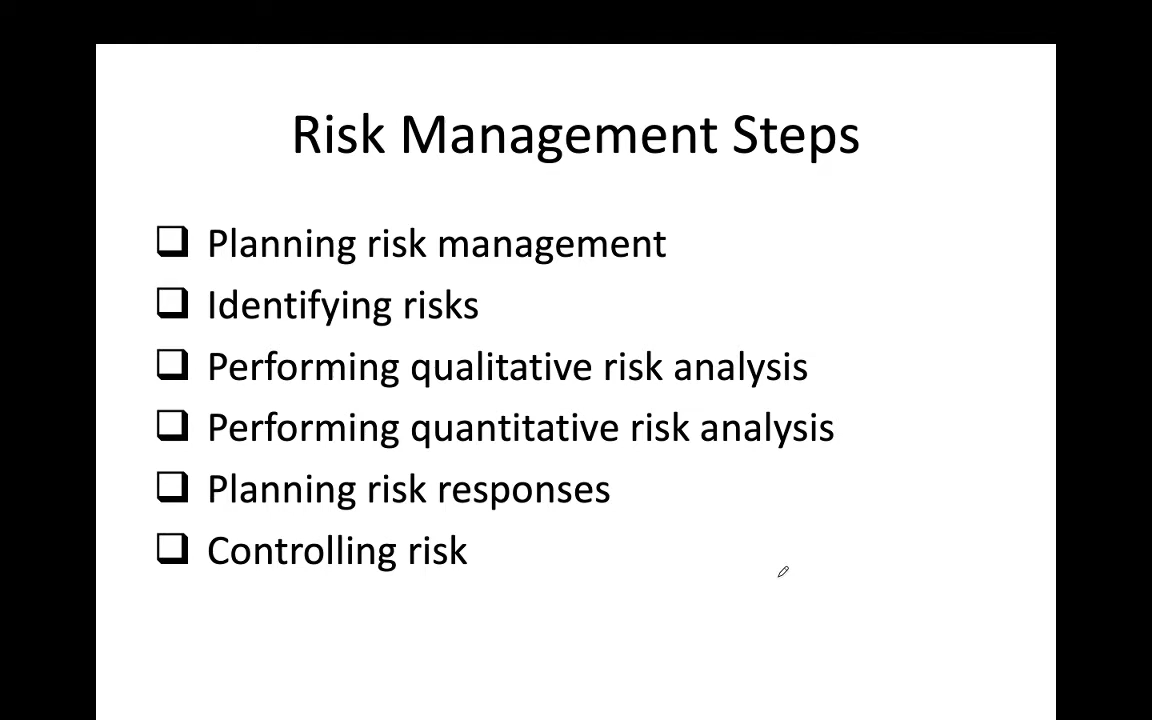 Risk Management Steps
❑ Planning risk management
❑ Identifying risks
❑ Performing qualitative risk analysis
❑ Performing quantitative risk analysis
❑ Planning risk responses
❑ Controlling risk